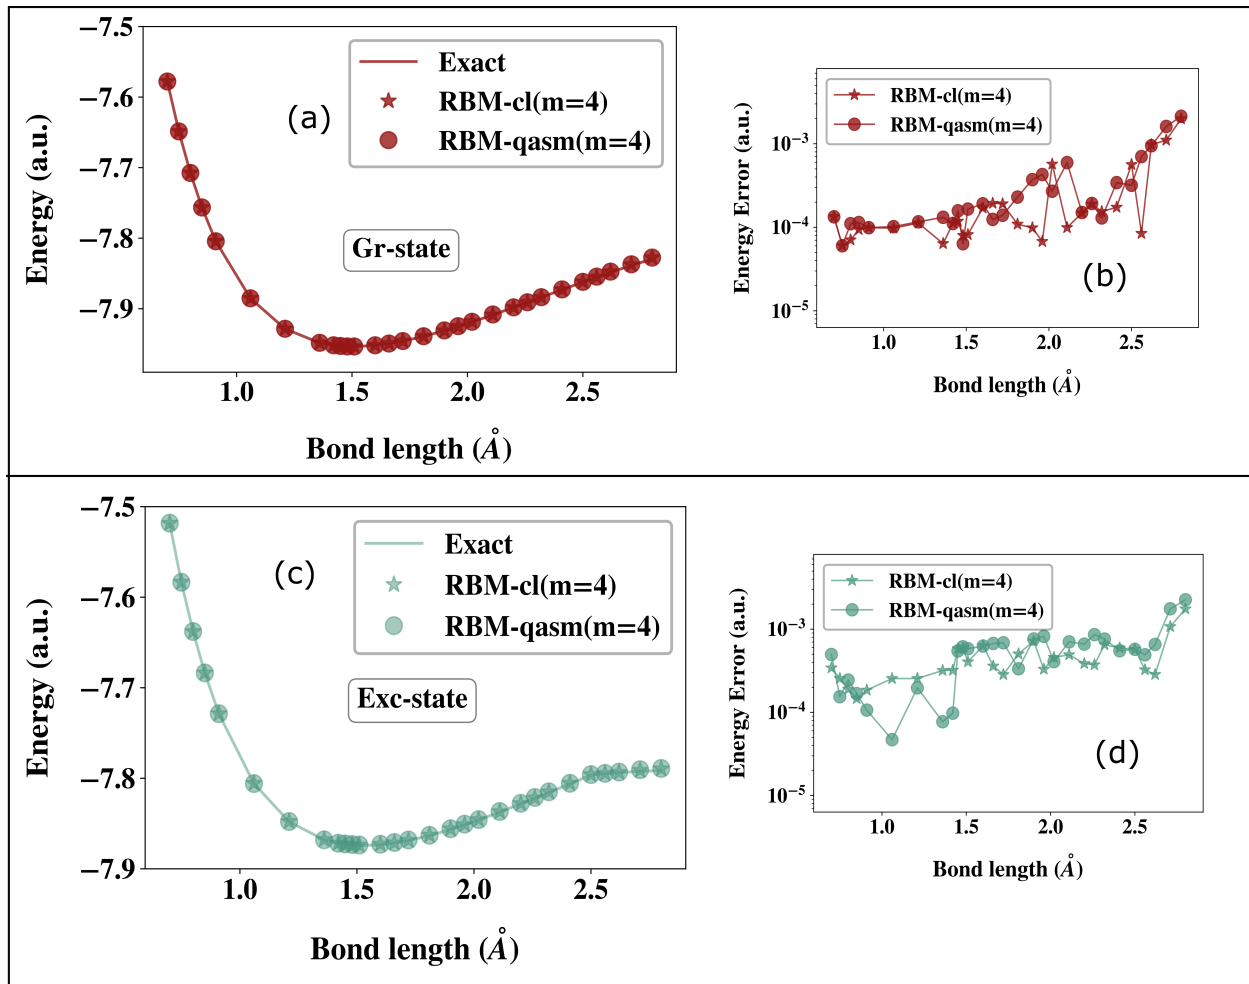 −7.5
−7.6
−7.7
−7.8
−7.9
Energy (a.u.)
Exact
RBM-cl(m=4)
RBM-qasm(m=4)
(a)
Gr-state
1.0 1.5 2.0 2.5
Bond length (Å)
RBM-cl(m=4)
RBM-qasm(m=4)
10⁻³
10⁻⁴
10⁻⁵
Energy Error (a.u.)
(b)
1.0 1.5 2.0 2.5
Bond length (Å)
−7.5
−7.6
−7.7
−7.8
−7.9
Energy (a.u.)
Exact
RBM-cl(m=4)
RBM-qasm(m=4)
(c)
Exc-state
1.0 1.5 2.0 2.5
Bond length (Å)
RBM-cl(m=4)
RBM-qasm(m=4)
10⁻³
10⁻⁴
10⁻⁵
Energy Error (a.u.)
(d)
1.0 1.5 2.0 2.5
Bond length (Å)